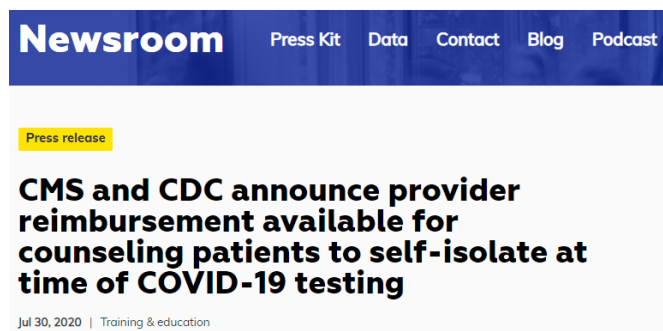 Newsroom Press Kit Data Contact Blog Podcast
Press release
CMS and CDC announce provider
reimbursement available for
counseling patients to self-isolate at
time of COVID-19 testing
Jul 30, 2020 | Training & education